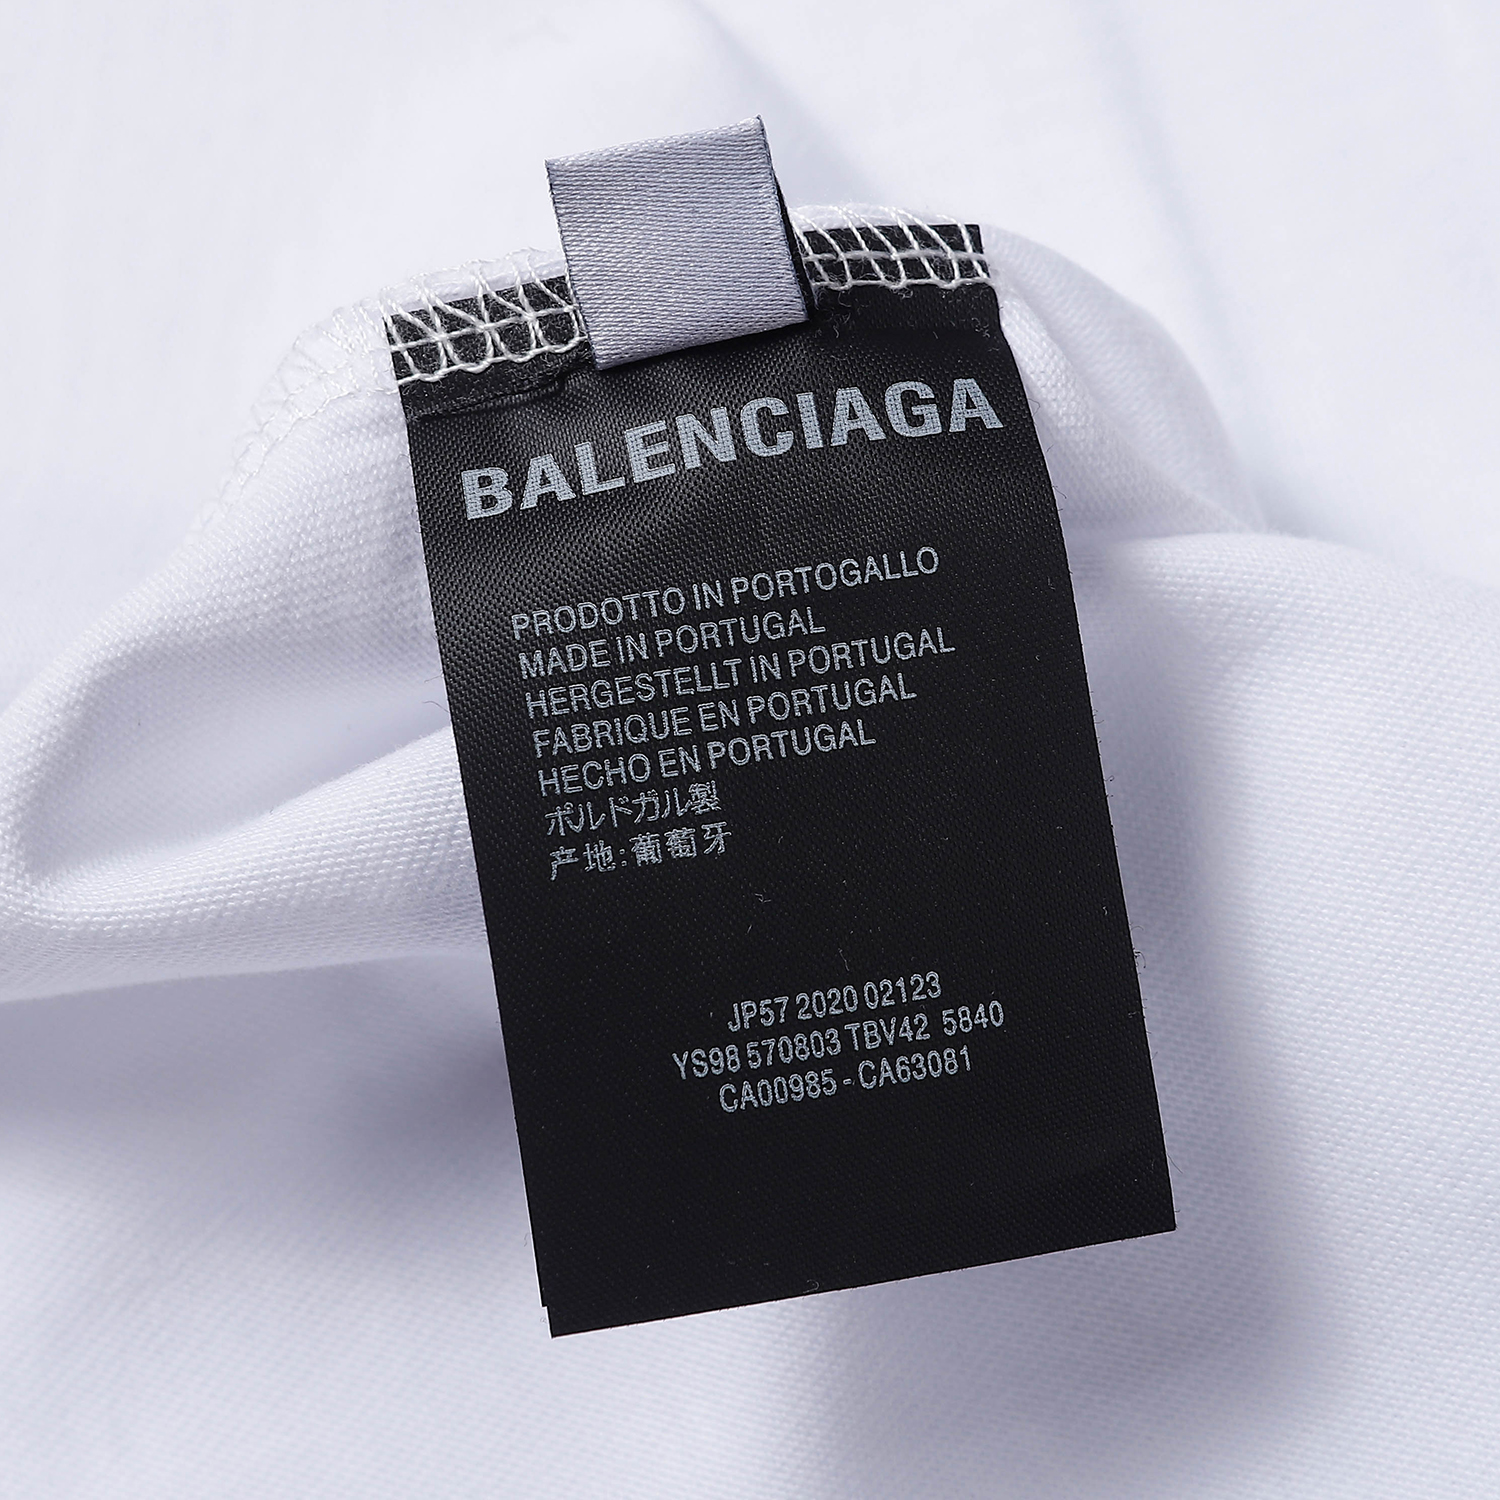 BALENCIAGA
PRODOTTO IN PORTOGALLO
MADE IN PORTUGAL
HERGESTELLT IN PORTUGAL
FABRIQUE EN PORTUGAL
HECHO EN PORTUGAL
ポルドガル製
产地:葡萄牙
JP57 2020 02123
YS98 570803 TBV42 5840
CA00985 - CA63081